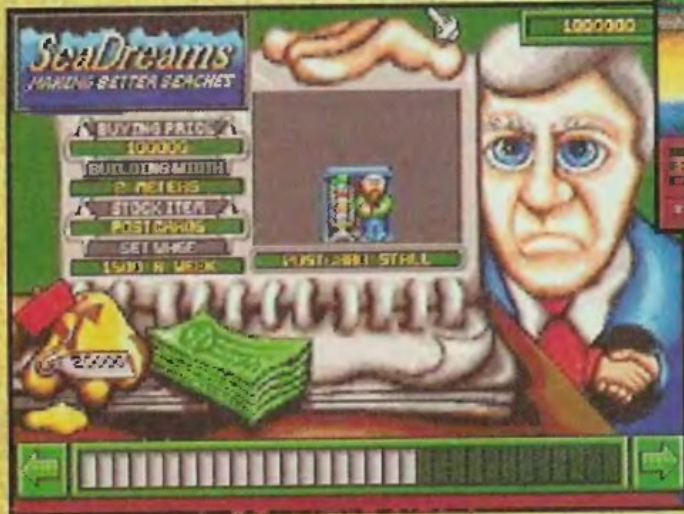 SeaDreams
MAKING BETTER BEACHES
1000000
BUYING PRICE
10000
BUILDING WIDTH
2 METERS
STOCK ITEM
POSTCARDS
SET WAGE
1500 A WEEK
POSTCARD STALL